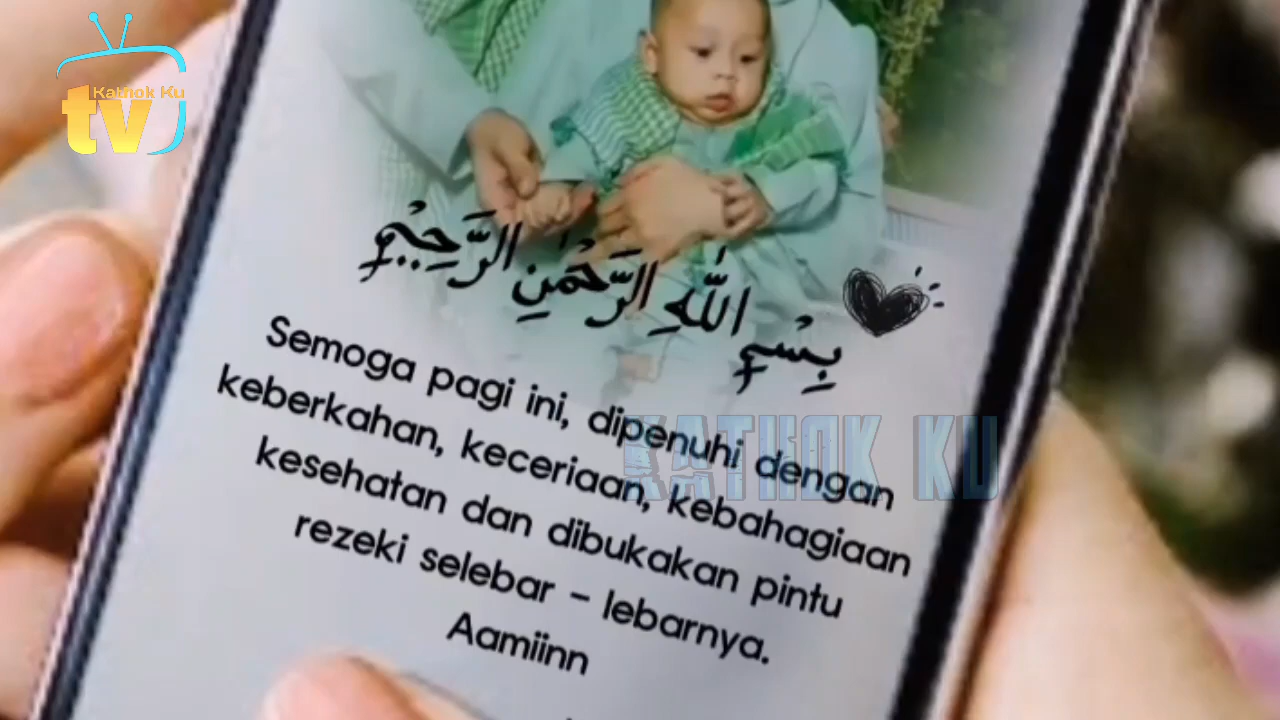 Kathok Ku
tv
بِسْمِ اللّٰهِ الرَّحْمٰنِ الرَّحِيْمِ
Semoga pagi ini, dipenuhi dengan
keberkahan, keceriaan, kebahagiaan
kesehatan dan dibukakan pintu
rezeki selebar - lebarnya.
Aamiinn
KATHOK KU